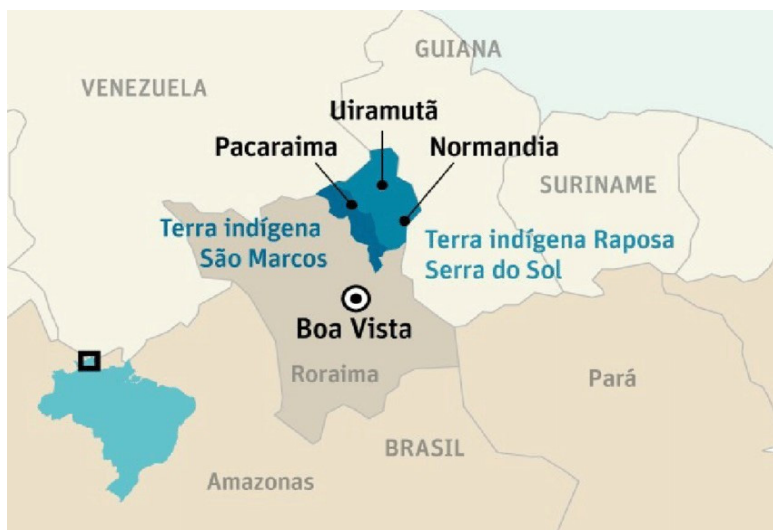 GUIANA
VENEZUELA
Uiramutã
Pacaraima
Normandia
SURINAME
Terra indígena
São Marcos
Terra indígena Raposa
Serra do Sol
Boa Vista
Roraima
Pará
BRASIL
Amazonas